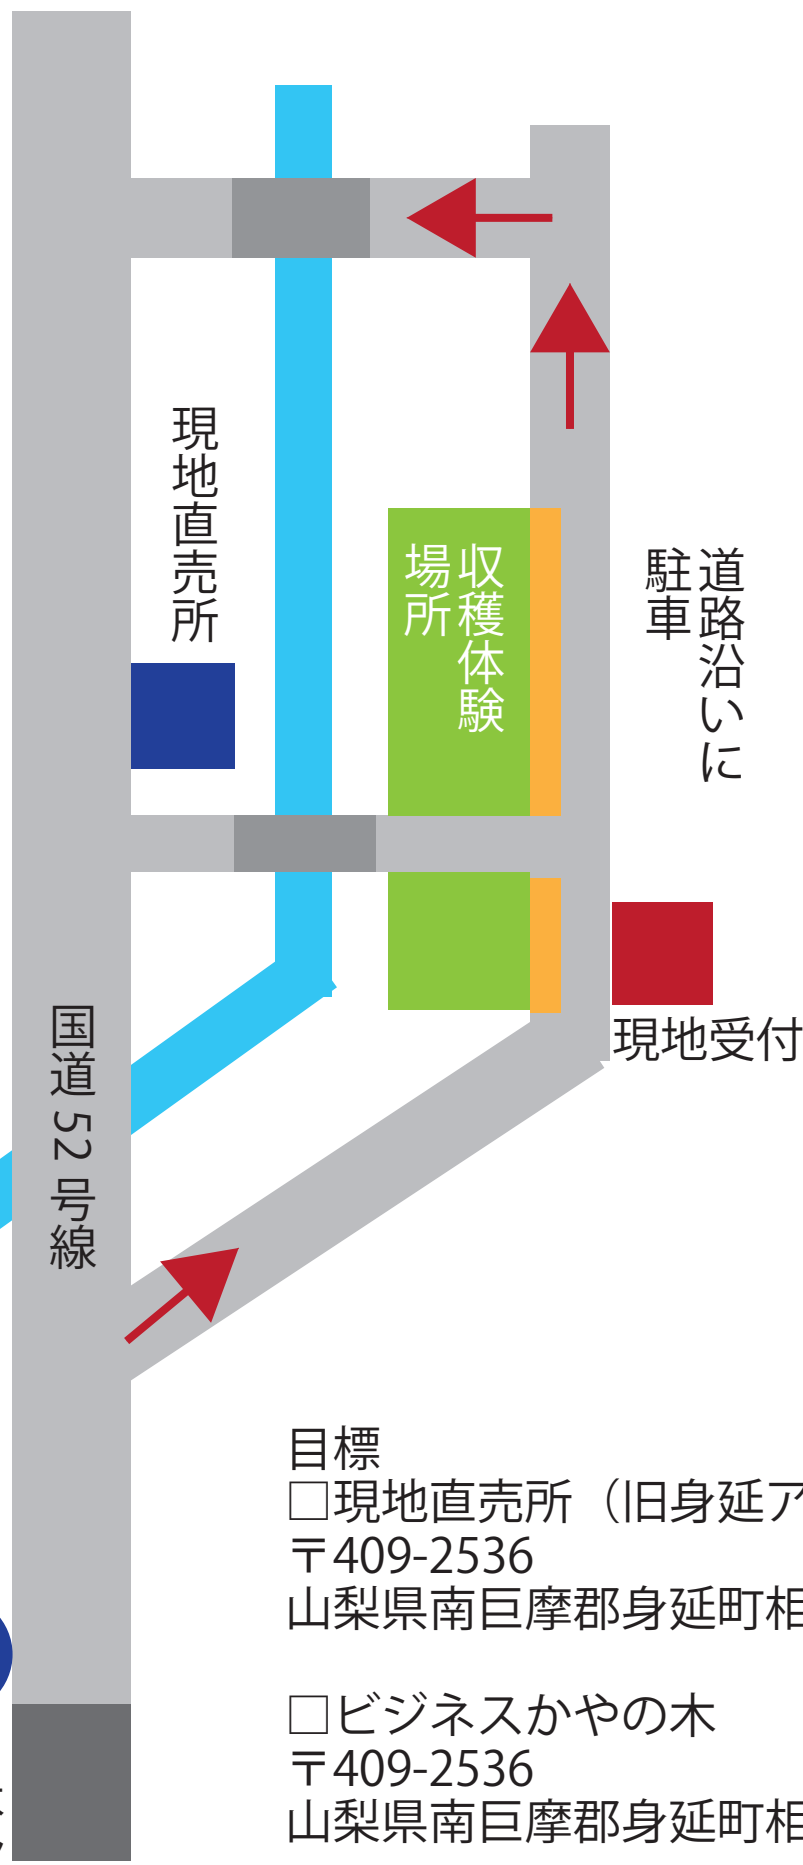 現地直売所
収穫体験
場所
道路沿いに
駐車
現地受付
国道 52 号線
目標
□現地直売所（旧身延ア
〒409-2536
山梨県南巨摩郡身延町相
□ビジネスかやの木
〒409-2536
山梨県南巨摩郡身延町相